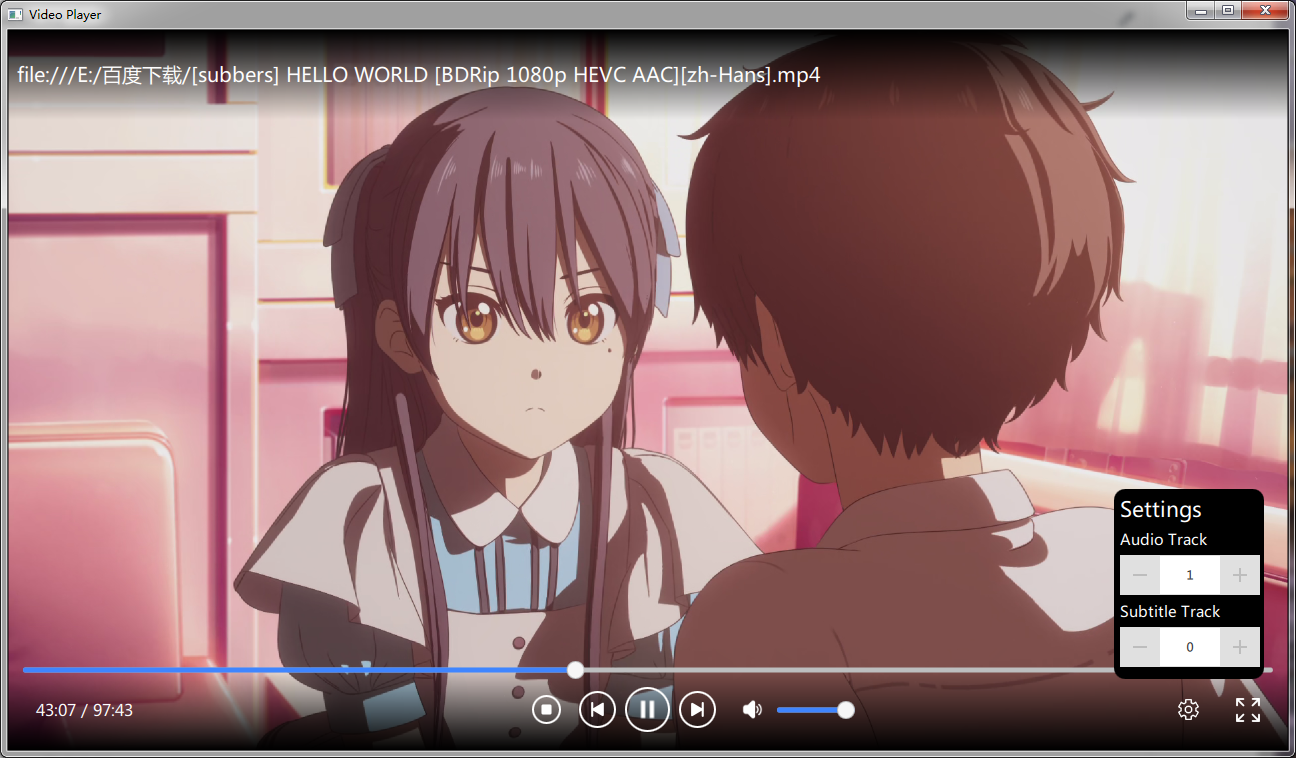 Video Player
file:///E:/百度下载/[subbers] HELLO WORLD [BDRip 1080p HEVC AAC][zh-Hans].mp4
Settings
Audio Track
1
Subtitle Track
0
43:07 / 97:43